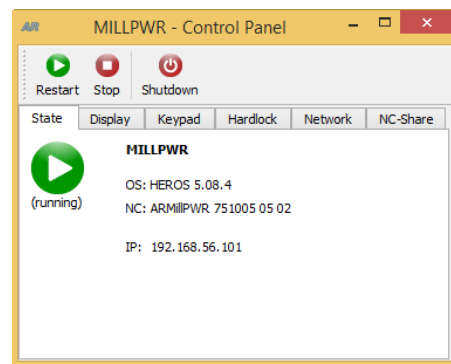 AR MILLPWR - Control Panel
Restart Stop Shutdown
State Display Keypad Hardlock Network NC-Share
MILLPWR
OS: HEROS 5.08.4
(running)
NC: ARMillPWR 751005 05 02
IP: 192.168.56.101